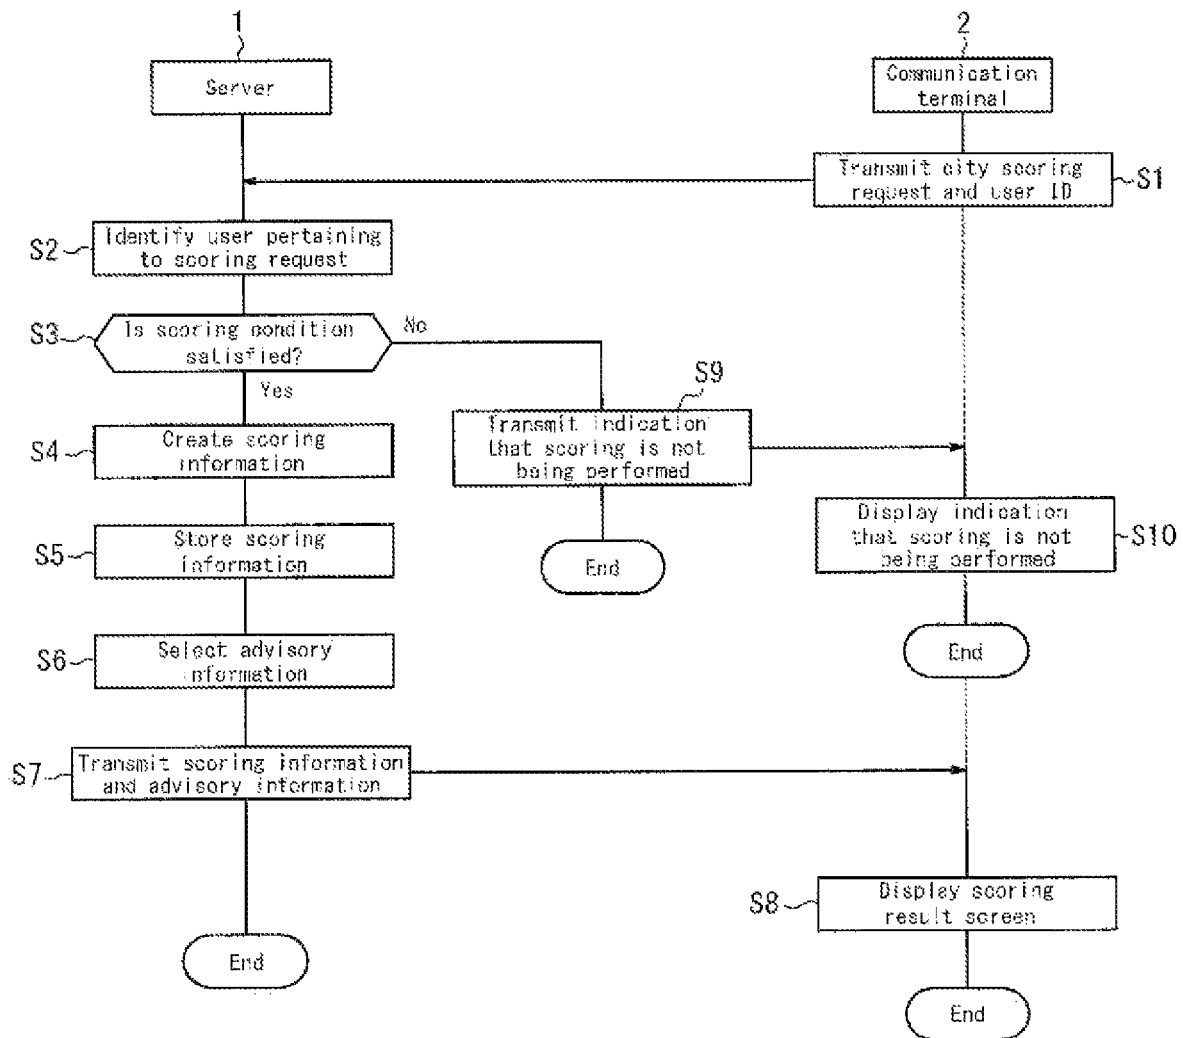 1
2
Server
Communication
terminal
Transmit city scoring
request and user ID
S1
S2
Identify user pertaining
to scoring request
S3
Is scoring condition
satisfied?
No
Yes
S9
Transmit indication
that scoring is not
being performed
S4
Create scoring
information
Display indication
that scoring is not
being performed
S10
S5
Store scoring
information
End
S6
Select advisory
information
End
S7
Transmit scoring information
and advisory information
S8
Display scoring
result screen
End
End